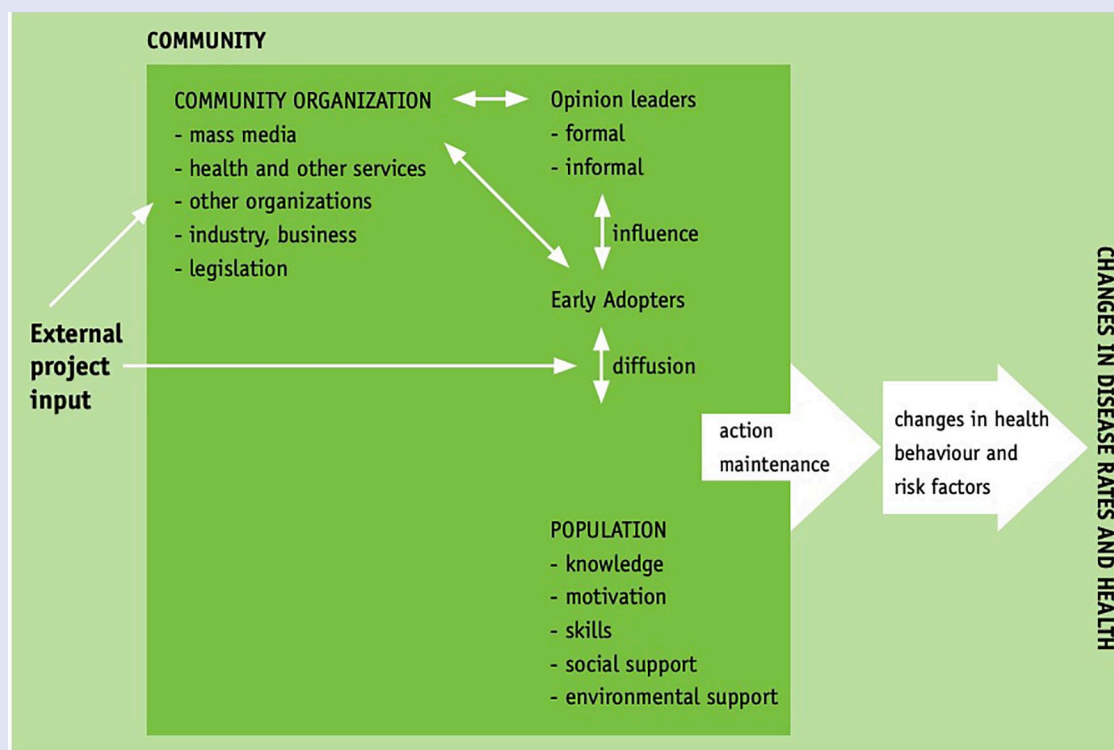 COMMUNITY
COMMUNITY ORGANIZATION
- mass media
- health and other services
- other organizations
- industry, business
- legislation
Opinion leaders
- formal
- informal
influence
Early Adopters
diffusion
External
project
input
action
maintenance
changes in health
behaviour and
risk factors
POPULATION
- knowledge
- motivation
- skills
- social support
- environmental support
CHANGES IN DISEASE RATES AND HEALTH